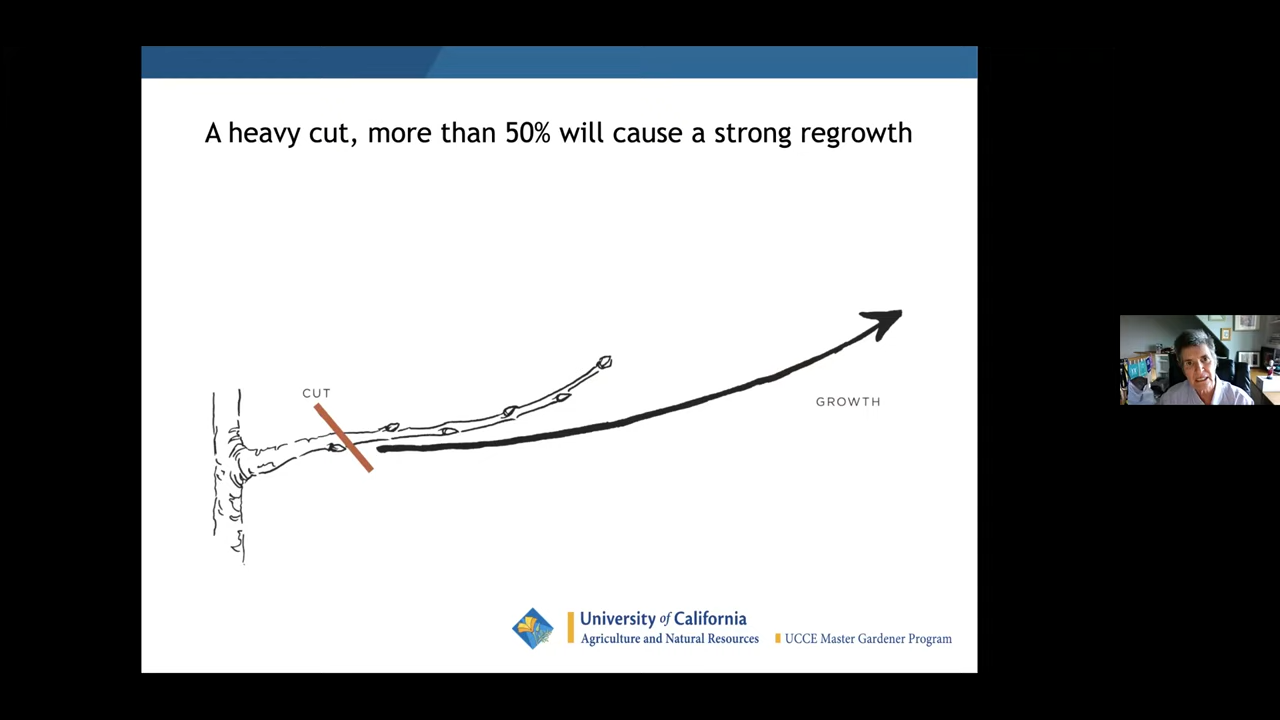 A heavy cut, more than 50% will cause a strong regrowth
CUT
GROWTH
University of California
Agriculture and Natural Resources
UCCE Master Gardener Program